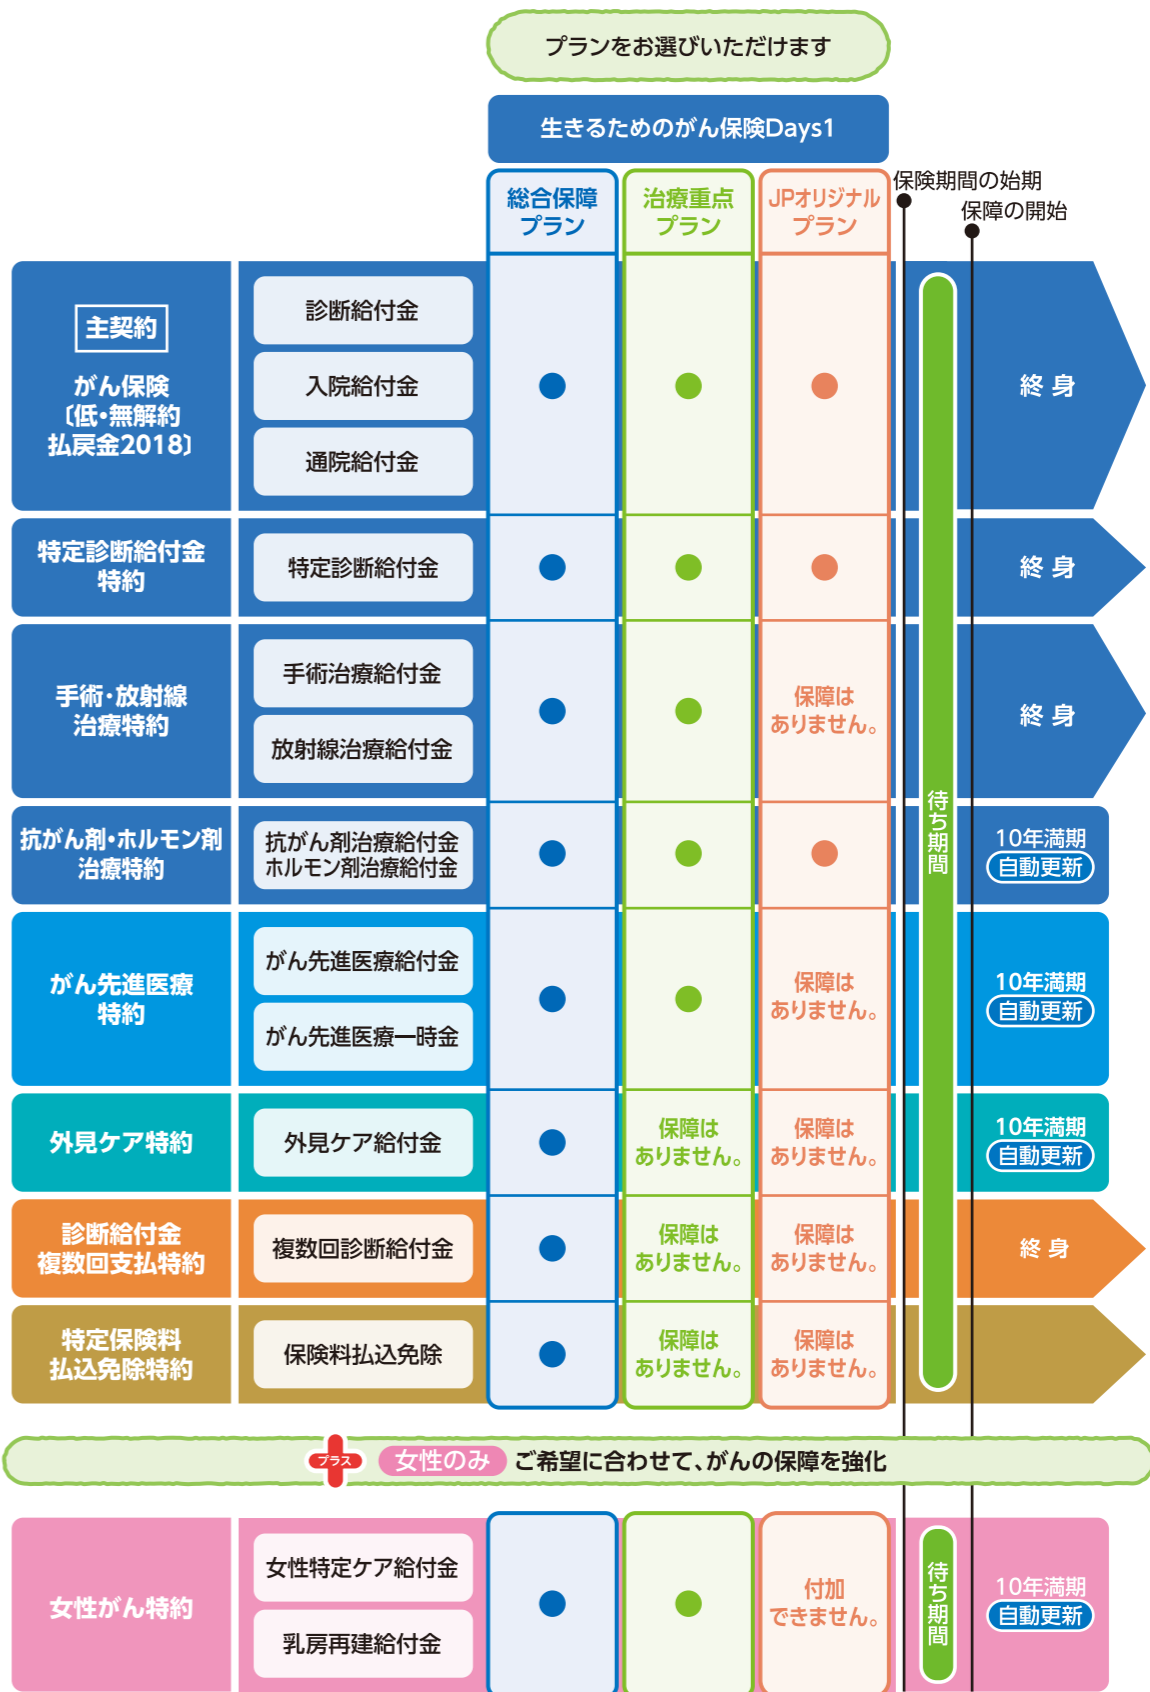 プランをお選びいただけます
生きるためのがん保険Days1
総合保障
プラン
治療重点
プラン
JPオリジナル
プラン
保険期間の始期
保障の開始
主契約
がん保険
〔低・無解約
払戻金2018〕
診断給付金
入院給付金
通院給付金
終身
特定診断給付金
特約
特定診断給付金
終身
手術・放射線
治療特約
手術治療給付金
放射線治療給付金
保障は
ありません。
終身
待ち期間
抗がん剤・ホルモン剤
治療特約
抗がん剤治療給付金
ホルモン剤治療給付金
10年満期
自動更新
がん先進医療
特約
がん先進医療給付金
がん先進医療一時金
保障は
ありません。
10年満期
自動更新
外見ケア特約
外見ケア給付金
保障は
ありません。
保障は
ありません。
10年満期
自動更新
診断給付金
複数回支払特約
複数回診断給付金
保障は
ありません。
保障は
ありません。
終身
特定保険料
払込免除特約
保険料払込免除
保障は
ありません。
保障は
ありません。
プラス 女性のみ ご希望に合わせて、がんの保障を強化
女性がん特約
女性特定ケア給付金
乳房再建給付金
付加
できません。
待ち期間
10年満期
自動更新